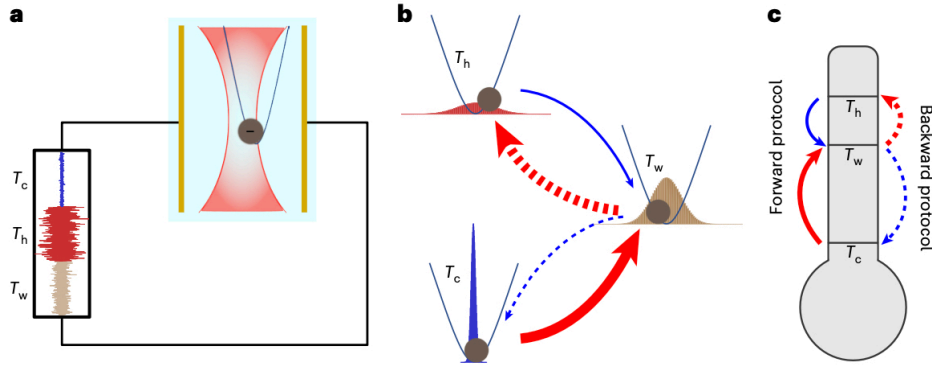 a
T_c
T_h
T_w
–
b
T_h
T_w
T_c
c
Forward protocol
T_h
T_w
T_c
Backward protocol